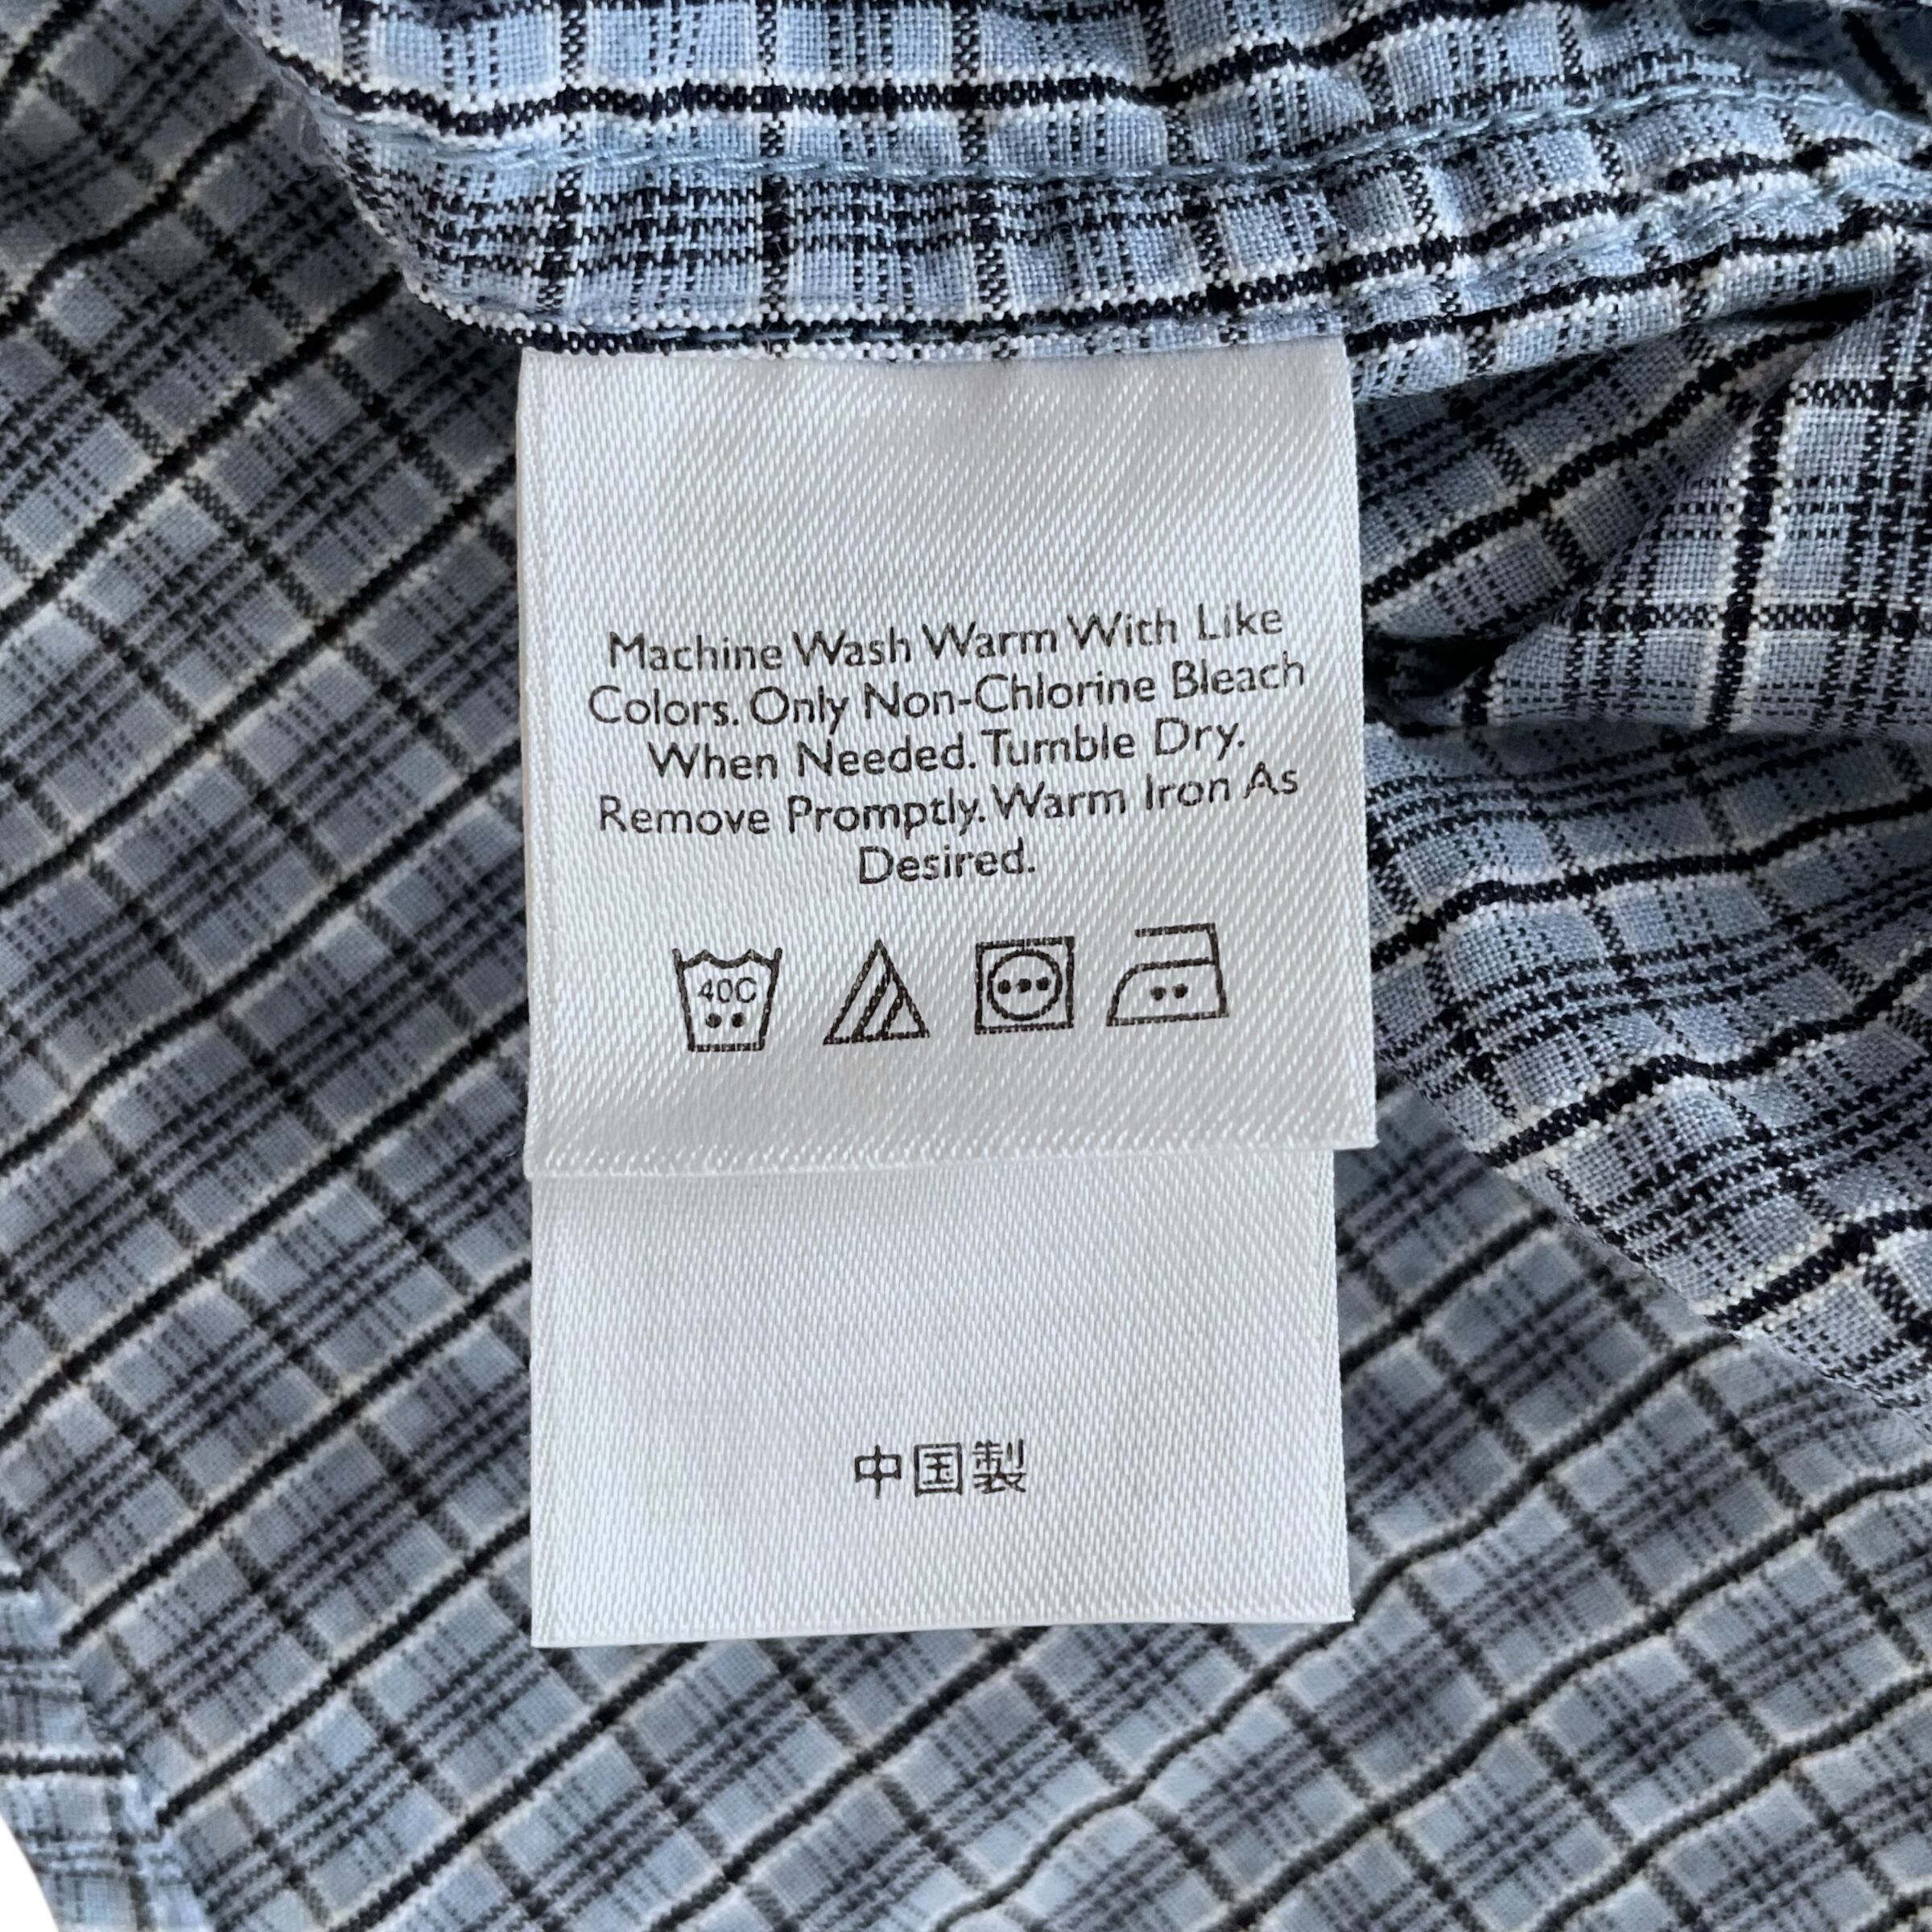 Machine Wash Warm With Like
Colors. Only Non-Chlorine Bleach
When Needed. Tumble Dry.
Remove Promptly. Warm Iron As
Desired.
40C
中国製